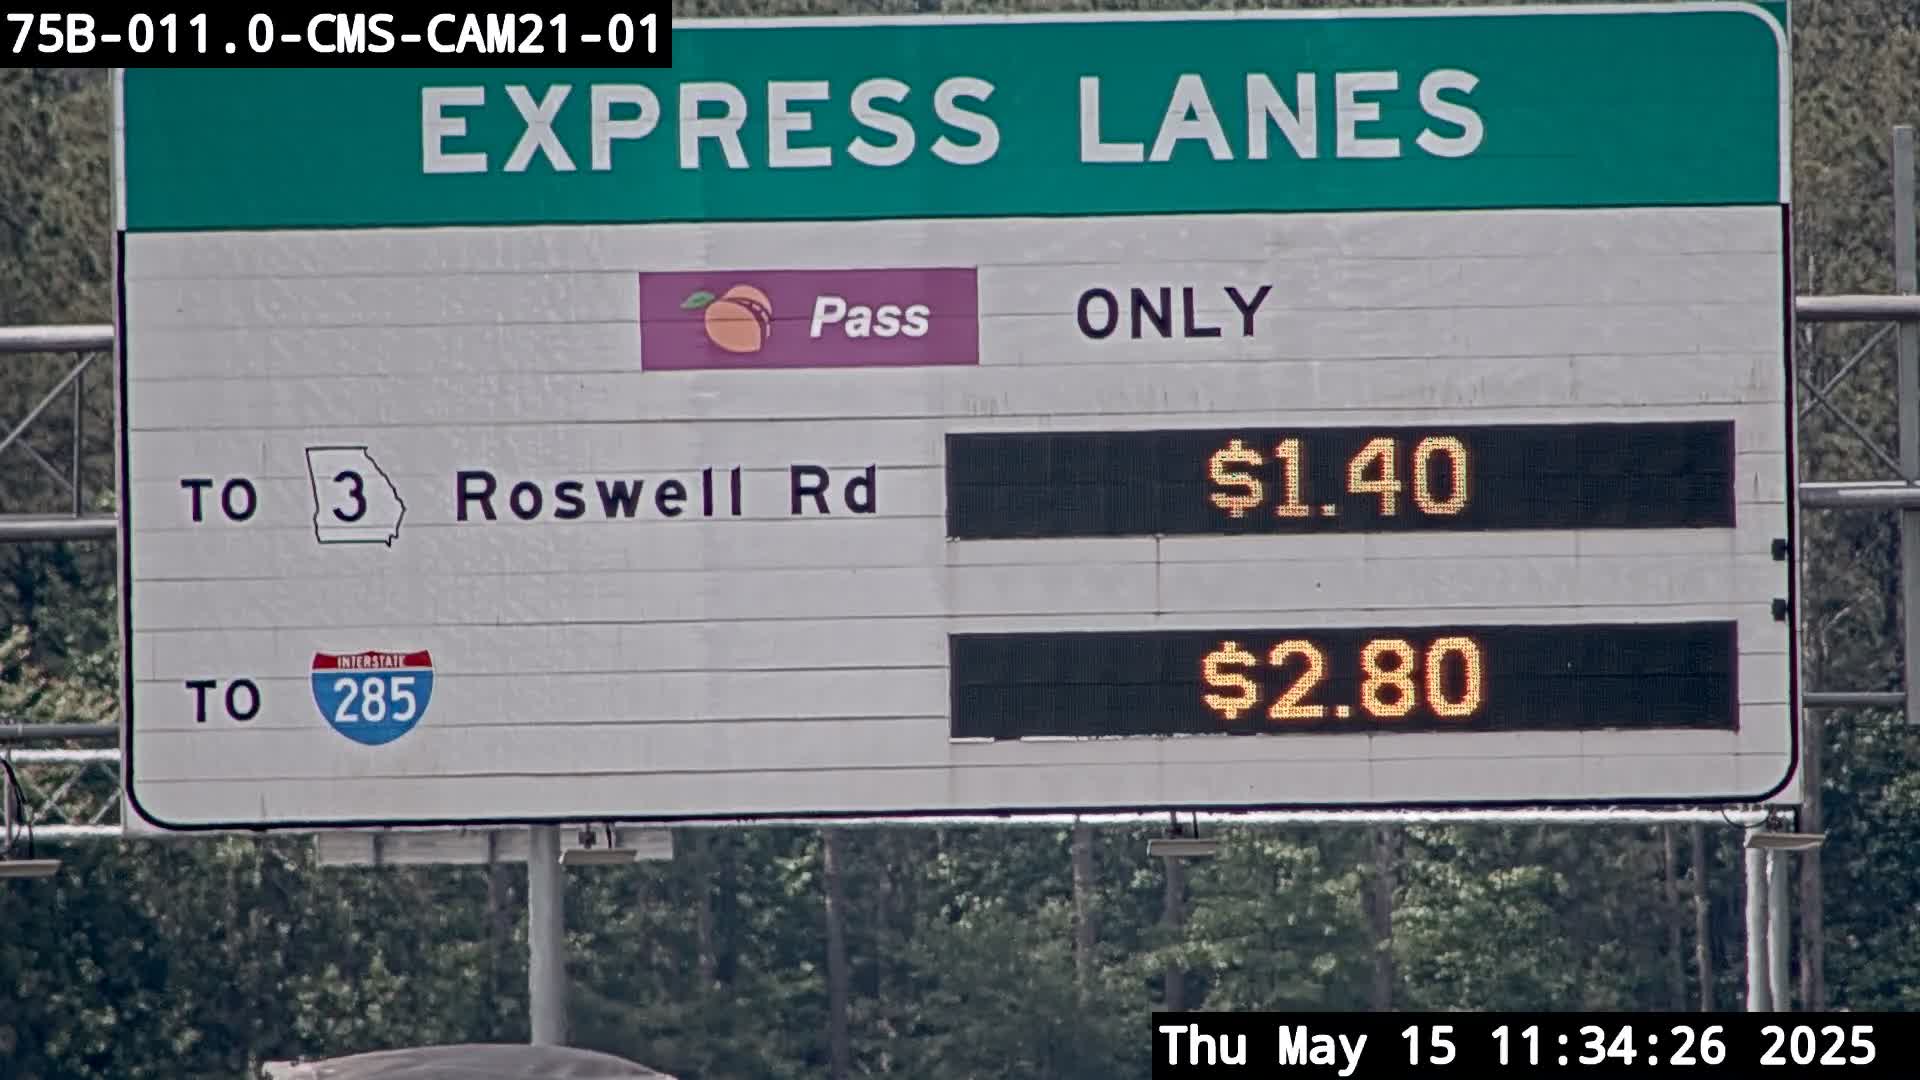 75B-011.0-CMS-CAM21-01
EXPRESS LANES
Pass ONLY
TO 3 Roswell Rd $1.40
TO INTERSTATE 285 $2.80
Thu May 15 11:34:26 2025